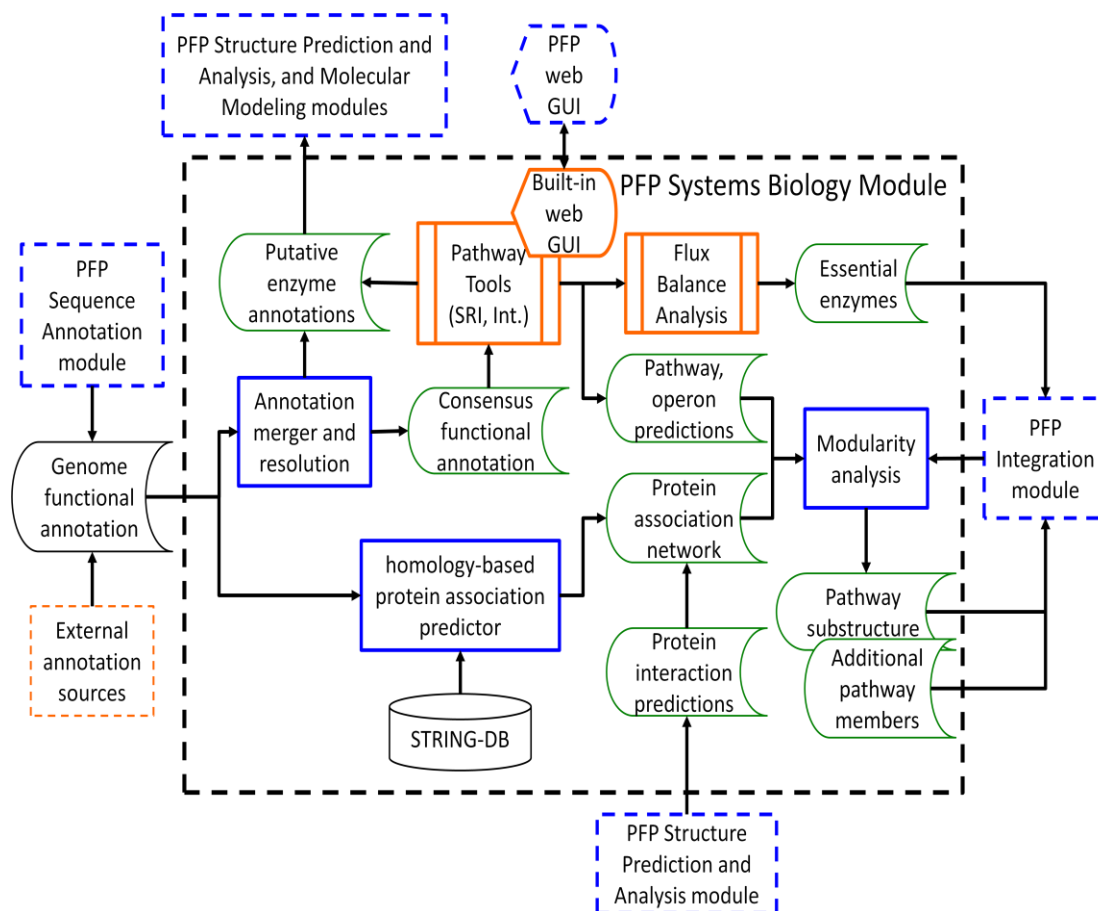 PFP Structure Prediction and
Analysis, and Molecular
Modeling modules
PFP
web
GUI
PFP Systems Biology Module
Built-in
web
GUI
PFP
Sequence
Annotation
module
Putative
enzyme
annotations
Pathway
Tools
(SRI, Int.)
Flux
Balance
Analysis
Essential
enzymes
Annotation
merger and
resolution
Consensus
functional
annotation
Pathway,
operon
predictions
Modularity
analysis
PFP
Integration
module
Genome
functional
annotation
Protein
association
network
homology-based
protein association
predictor
External
annotation
sources
Protein
interaction
predictions
Pathway
substructure
Additional
pathway
members
STRING-DB
PFP Structure
Prediction and
Analysis module